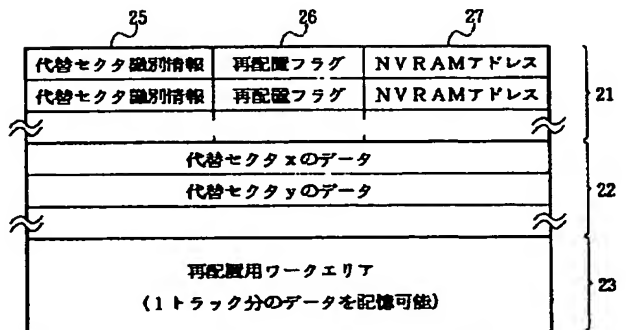 25 26 27
代替セクタ識別情報 再配置フラグ NVRAMアドレス
代替セクタ識別情報 再配置フラグ NVRAMアドレス
21
代替セクタxのデータ
代替セクタyのデータ
22
再配置用ワークエリア
(1トラック分のデータを記憶可能)
23